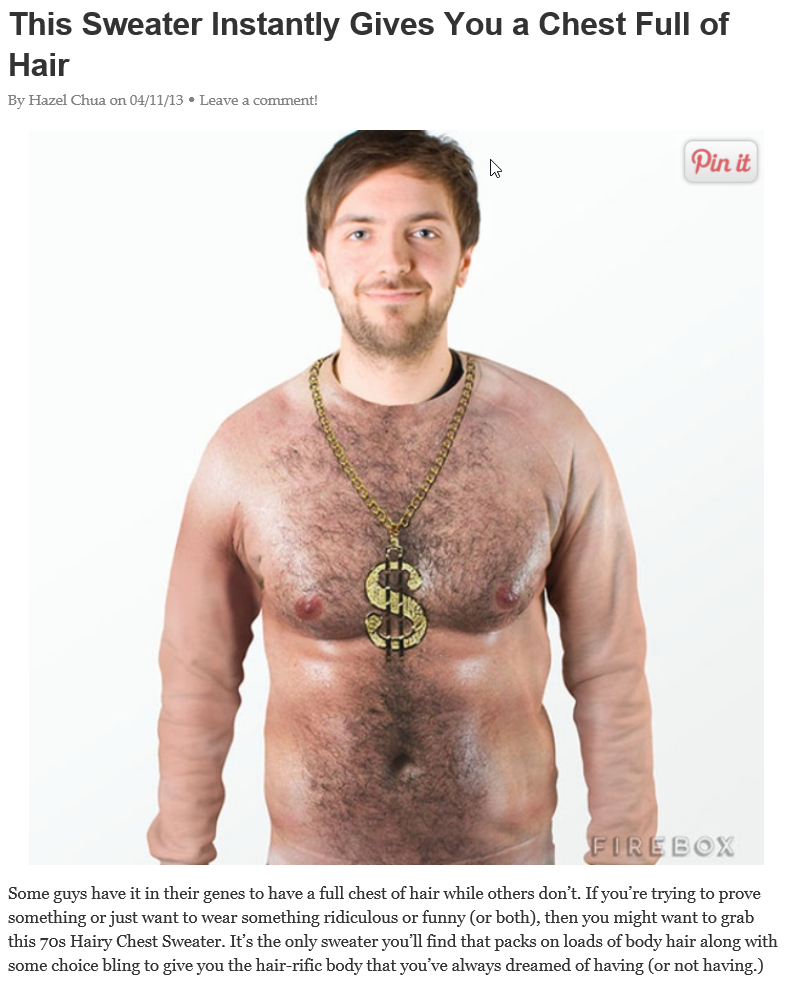 This Sweater Instantly Gives You a Chest Full of
Hair
By Hazel Chua on 04/11/13 • Leave a comment!
Pin it
FIREBOX
Some guys have it in their genes to have a full chest of hair while others don’t. If you’re trying to prove
something or just want to wear something ridiculous or funny (or both), then you might want to grab
this 70s Hairy Chest Sweater. It’s the only sweater you’ll find that packs on loads of body hair along with
some choice bling to give you the hair-rific body that you’ve always dreamed of having (or not having.)